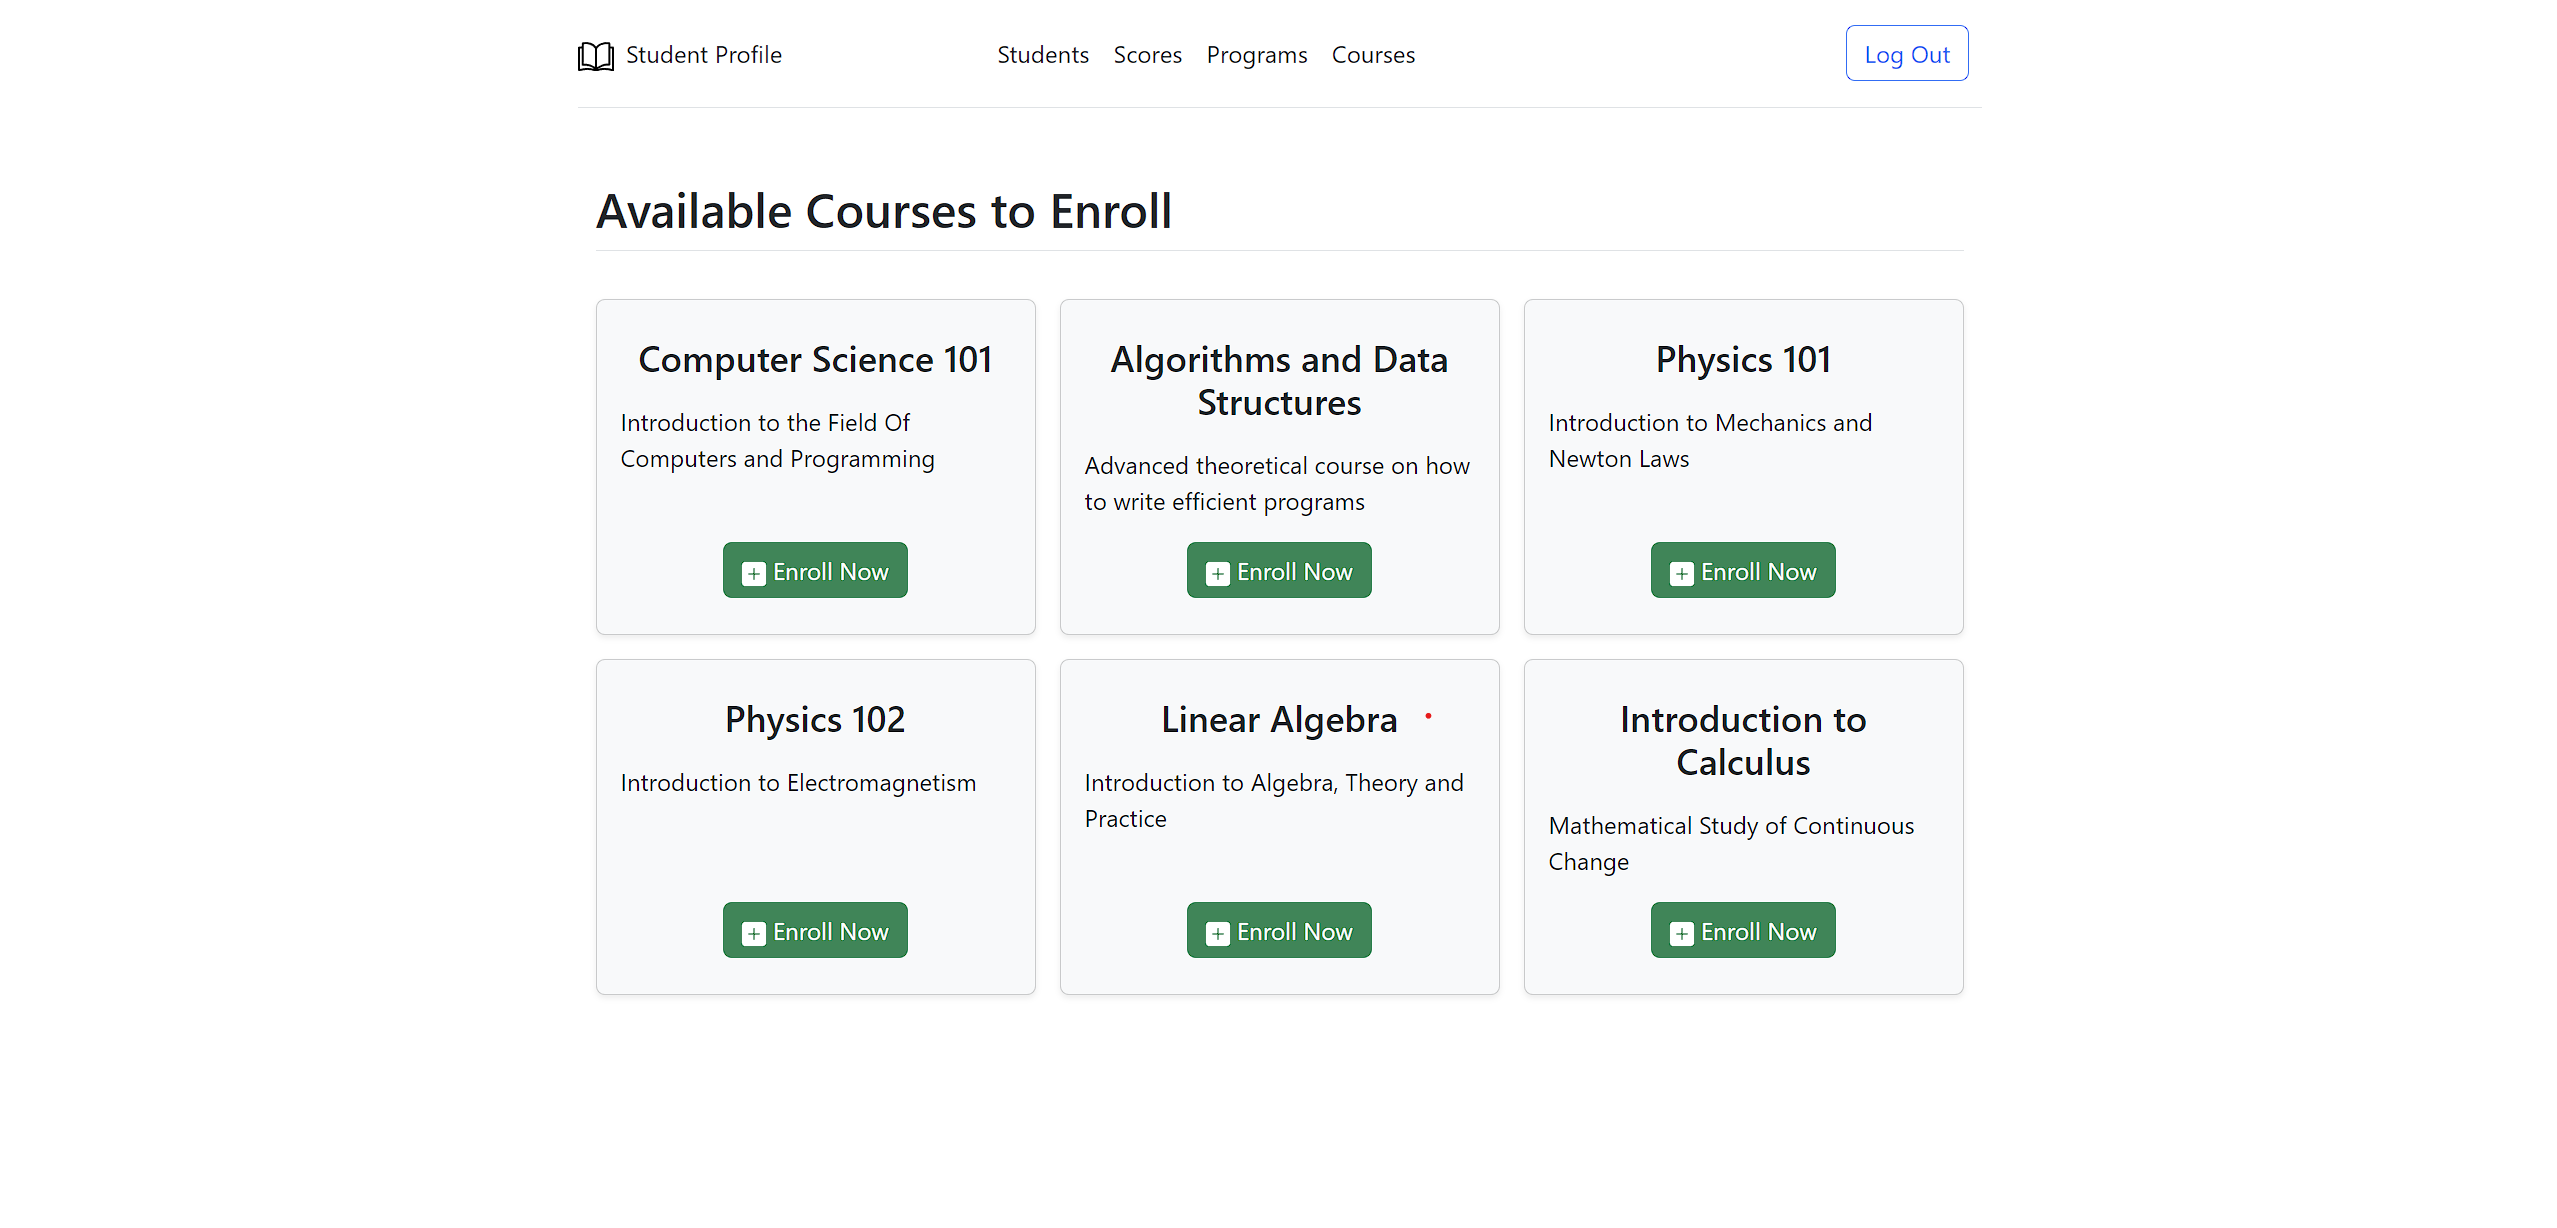 Student Profile
Students Scores Programs Courses
Log Out
Available Courses to Enroll
Computer Science 101
Introduction to the Field Of
Computers and Programming
Enroll Now
Algorithms and Data
Structures
Advanced theoretical course on how
to write efficient programs
Enroll Now
Physics 101
Introduction to Mechanics and
Newton Laws
Enroll Now
Physics 102
Introduction to Electromagnetism
Enroll Now
Linear Algebra
Introduction to Algebra, Theory and
Practice
Enroll Now
Introduction to
Calculus
Mathematical Study of Continuous
Change
Enroll Now